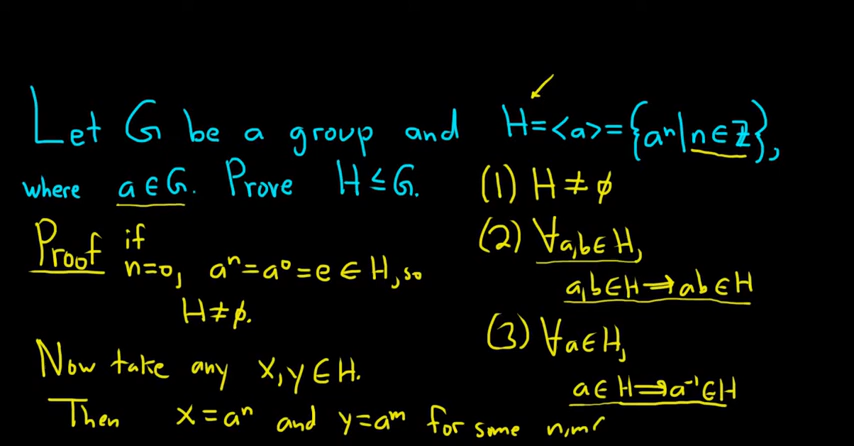 Let G be a group and H = <a> = {aⁿ | n ∈ ℤ},
where a ∈ G. Prove H ≤ G.
Proof if
n=0, aⁿ = a⁰ = e ∈ H, so
H ≠ ∅.
Now take any x, y ∈ H.
Then x = aⁿ and y = aᵐ for some n, m
(1) H ≠ ∅
(2) ∀a,b ∈ H,
a,b ∈ H ⟹ ab ∈ H
(3) ∀a ∈ H,
a ∈ H ⟹ a⁻¹ ∈ H